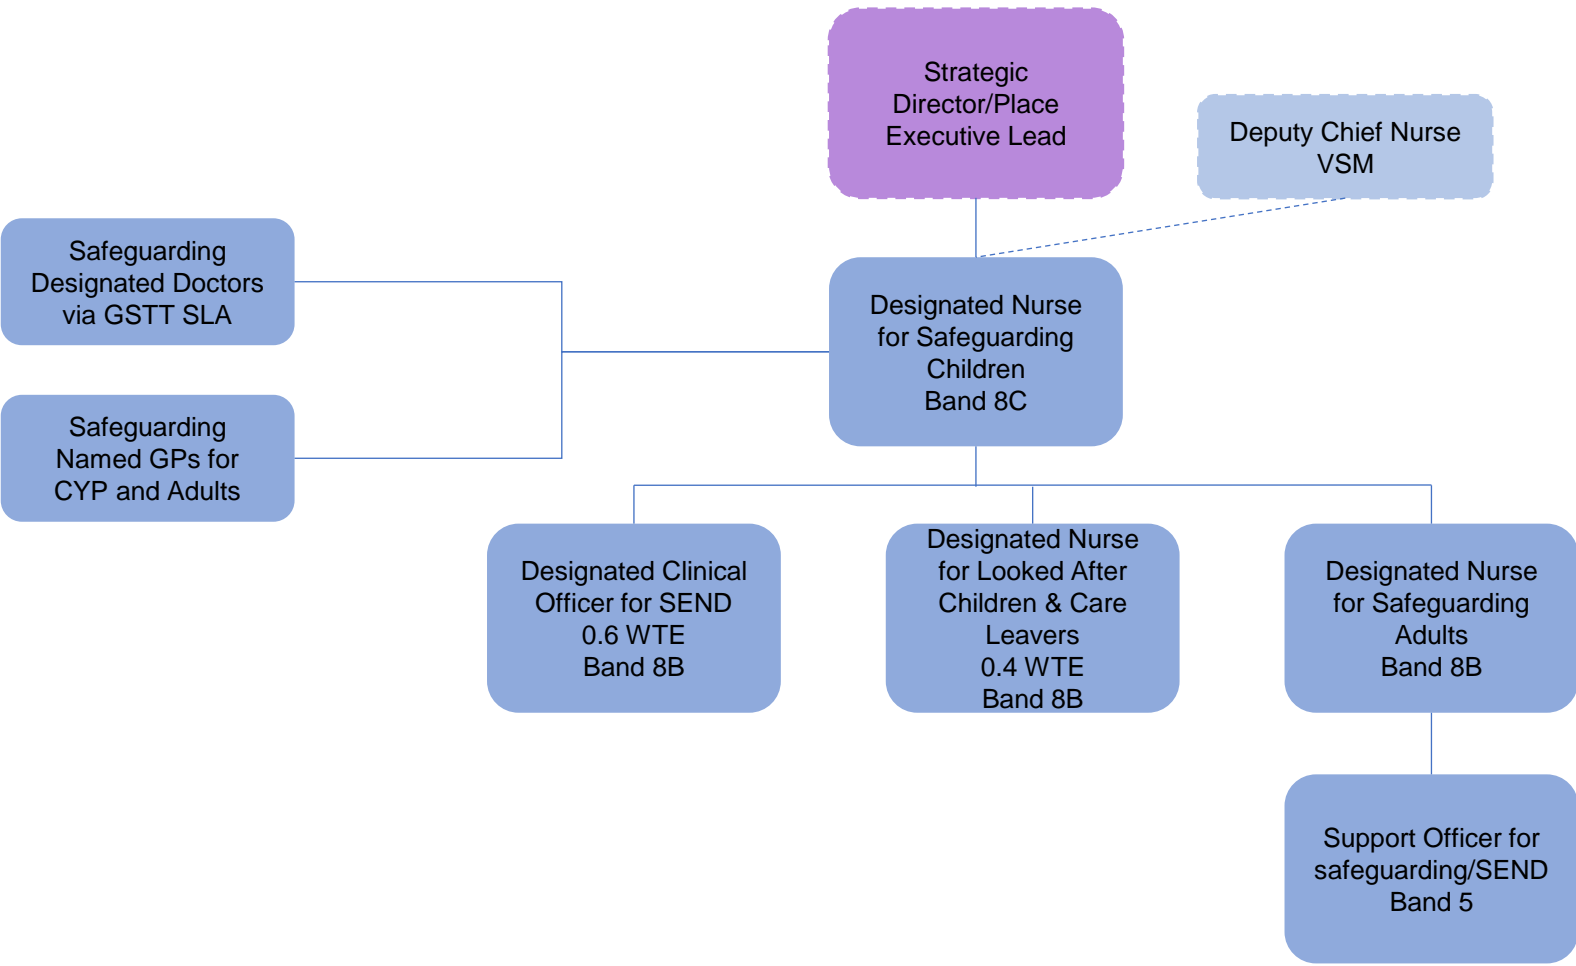 Strategic
Director/Place
Executive Lead
Deputy Chief Nurse
VSM
Safeguarding
Designated Doctors
via GSTT SLA
Designated Nurse
for Safeguarding
Children
Band 8C
Safeguarding
Named GPs for
CYP and Adults
Designated Clinical
Officer for SEND
0.6 WTE
Band 8B
Designated Nurse
for Looked After
Children & Care
Leavers
0.4 WTE
Band 8B
Designated Nurse
for Safeguarding
Adults
Band 8B
Support Officer for
safeguarding/SEND
Band 5